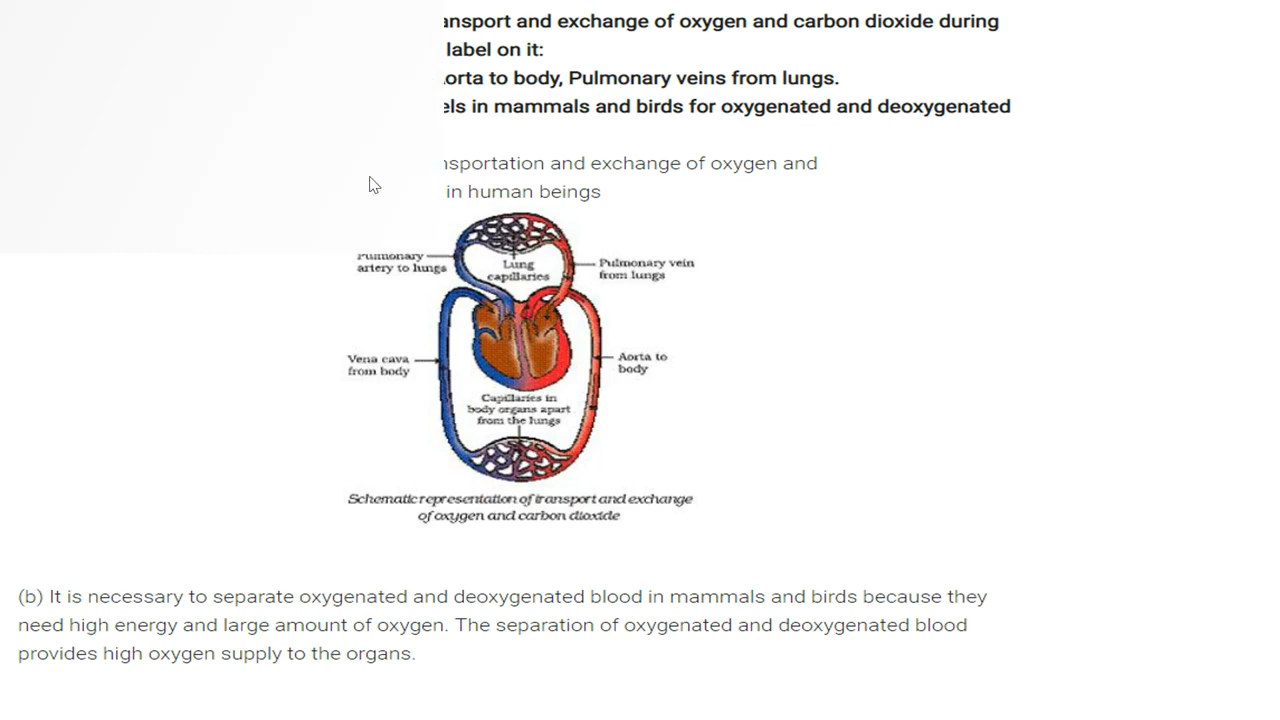 ansport and exchange of oxygen and carbon dioxide during
label on it:
orta to body, Pulmonary veins from lungs.
els in mammals and birds for oxygenated and deoxygenated
nsportation and exchange of oxygen and
in human beings
Pulmonary
artery to lungs
Lung
capillaries
Pulmonary vein
from lungs
Vena cava
from body
Aorta to
body
Capillaries in
body organs apart
from the lungs
Schematic representation of transport and exchange
of oxygen and carbon dioxide
(b) It is necessary to separate oxygenated and deoxygenated blood in mammals and birds because they
need high energy and large amount of oxygen. The separation of oxygenated and deoxygenated blood
provides high oxygen supply to the organs.